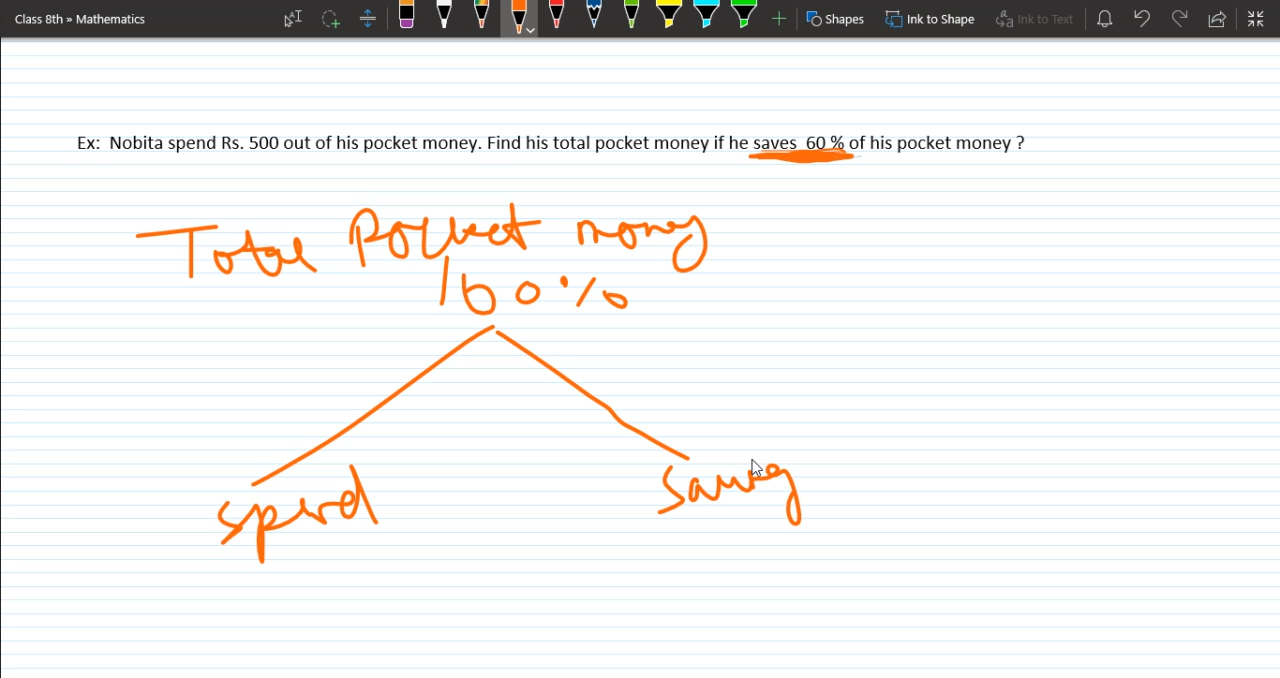 Class 8th » Mathematics
Shapes Ink to Shape Ink to Text
Ex: Nobita spend Rs. 500 out of his pocket money. Find his total pocket money if he saves 60 % of his pocket money ?
Total Pocket money
100%
spend
saving